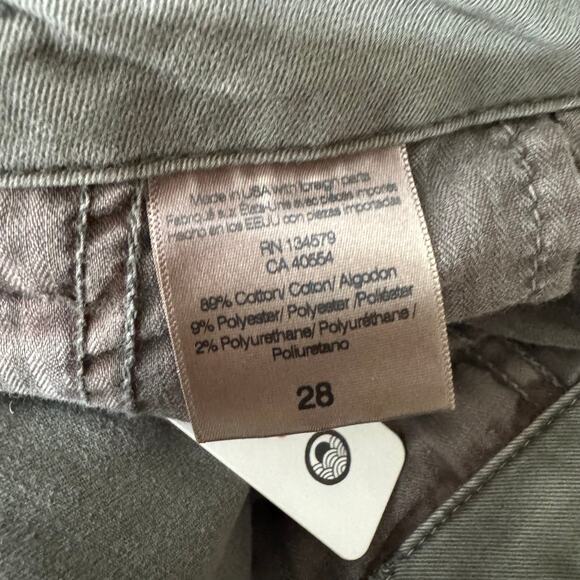 Made in USA with foreign parts
Fabriqué aux États-Unis avec pièces importés
Hecho en los EEUU con piezas importadas
RN 134579
CA 40554
89% Cotton/ Coton/ Algodon
9% Polyester/ Polyester /Poliéster
2% Polyurethane/ Polyuréthane /
Poliuretano
28